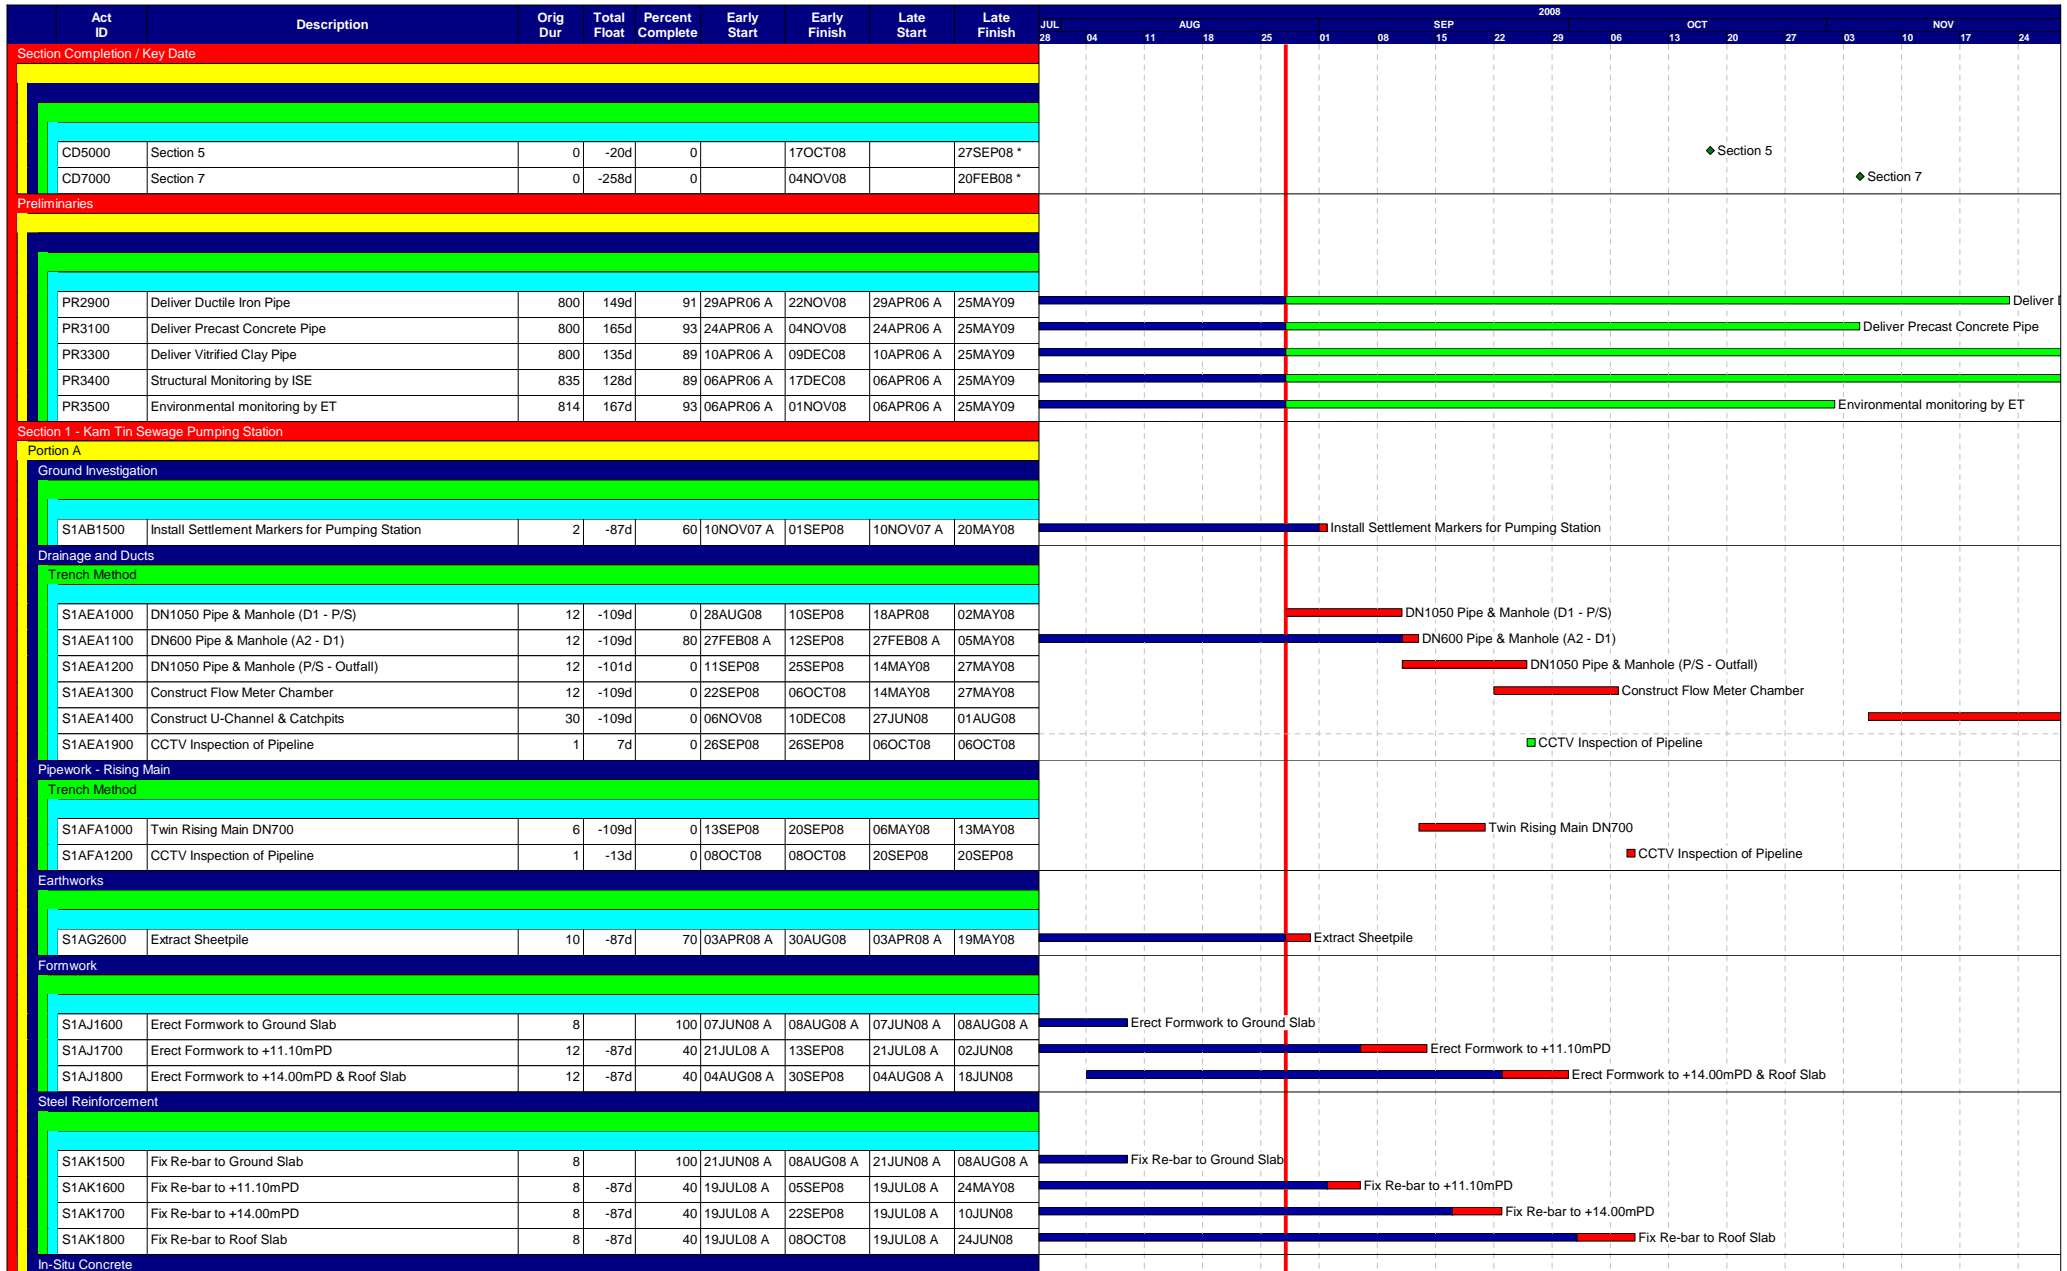 Act ID Description Orig Dur Total Float Percent Complete Early Start Early Finish Late Start Late Finish
2008
JUL AUG SEP OCT NOV
28 04 11 18 25 01 08 15 22 29 06 13 20 27 03 10 17 24
Section Completion / Key Date
CD5000 Section 5 0 -20d 0 17OCT08 27SEP08 * Section 5
CD7000 Section 7 0 -258d 0 04NOV08 20FEB08 * Section 7
Preliminaries
PR2900 Deliver Ductile Iron Pipe 800 149d 91 29APR06 A 22NOV08 29APR06 A 25MAY09 Deliver
PR3100 Deliver Precast Concrete Pipe 800 165d 93 24APR06 A 04NOV08 24APR06 A 25MAY09 Deliver Precast Concrete Pipe
PR3300 Deliver Vitrified Clay Pipe 800 135d 89 10APR06 A 09DEC08 10APR06 A 25MAY09
PR3400 Structural Monitoring by ISE 835 128d 89 06APR06 A 17DEC08 06APR06 A 25MAY09
PR3500 Environmental monitoring by ET 814 167d 93 06APR06 A 01NOV08 06APR06 A 25MAY09 Environmental monitoring by ET
Section 1 - Kam Tin Sewage Pumping Station
Portion A
Ground Investigation
S1AB1500 Install Settlement Markers for Pumping Station 2 -87d 60 10NOV07 A 01SEP08 10NOV07 A 20MAY08 Install Settlement Markers for Pumping Station
Drainage and Ducts
Trench Method
S1AEA1000 DN1050 Pipe & Manhole (D1 - P/S) 12 -109d 0 28AUG08 10SEP08 18APR08 02MAY08 DN1050 Pipe & Manhole (D1 - P/S)
S1AEA1100 DN600 Pipe & Manhole (A2 - D1) 12 -109d 80 27FEB08 A 12SEP08 27FEB08 A 05MAY08 DN600 Pipe & Manhole (A2 - D1)
S1AEA1200 DN1050 Pipe & Manhole (P/S - Outfall) 12 -101d 0 11SEP08 25SEP08 14MAY08 27MAY08 DN1050 Pipe & Manhole (P/S - Outfall)
S1AEA1300 Construct Flow Meter Chamber 12 -109d 0 22SEP08 06OCT08 14MAY08 27MAY08 Construct Flow Meter Chamber
S1AEA1400 Construct U-Channel & Catchpits 30 -109d 0 06NOV08 10DEC08 27JUN08 01AUG08
S1AEA1900 CCTV Inspection of Pipeline 1 7d 0 26SEP08 26SEP08 06OCT08 06OCT08 CCTV Inspection of Pipeline
Pipework - Rising Main
Trench Method
S1AFA1000 Twin Rising Main DN700 6 -109d 0 13SEP08 20SEP08 06MAY08 13MAY08 Twin Rising Main DN700
S1AFA1200 CCTV Inspection of Pipeline 1 -13d 0 08OCT08 08OCT08 20SEP08 20SEP08 CCTV Inspection of Pipeline
Earthworks
S1AG2600 Extract Sheetpile 10 -87d 70 03APR08 A 30AUG08 03APR08 A 19MAY08 Extract Sheetpile
Formwork
S1AJ1600 Erect Formwork to Ground Slab 8 100 07JUN08 A 08AUG08 A 07JUN08 A 08AUG08 A Erect Formwork to Ground Slab
S1AJ1700 Erect Formwork to +11.10mPD 12 -87d 40 21JUL08 A 13SEP08 21JUL08 A 02JUN08 Erect Formwork to +11.10mPD
S1AJ1800 Erect Formwork to +14.00mPD & Roof Slab 12 -87d 40 04AUG08 A 30SEP08 04AUG08 A 18JUN08 Erect Formwork to +14.00mPD & Roof Slab
Steel Reinforcement
S1AK1500 Fix Re-bar to Ground Slab 8 100 21JUN08 A 08AUG08 A 21JUN08 A 08AUG08 A Fix Re-bar to Ground Slab
S1AK1600 Fix Re-bar to +11.10mPD 8 -87d 40 19JUL08 A 05SEP08 19JUL08 A 24MAY08 Fix Re-bar to +11.10mPD
S1AK1700 Fix Re-bar to +14.00mPD 8 -87d 40 19JUL08 A 22SEP08 19JUL08 A 10JUN08 Fix Re-bar to +14.00mPD
S1AK1800 Fix Re-bar to Roof Slab 8 -87d 40 19JUL08 A 08OCT08 19JUL08 A 24JUN08 Fix Re-bar to Roof Slab
In-Situ Concrete